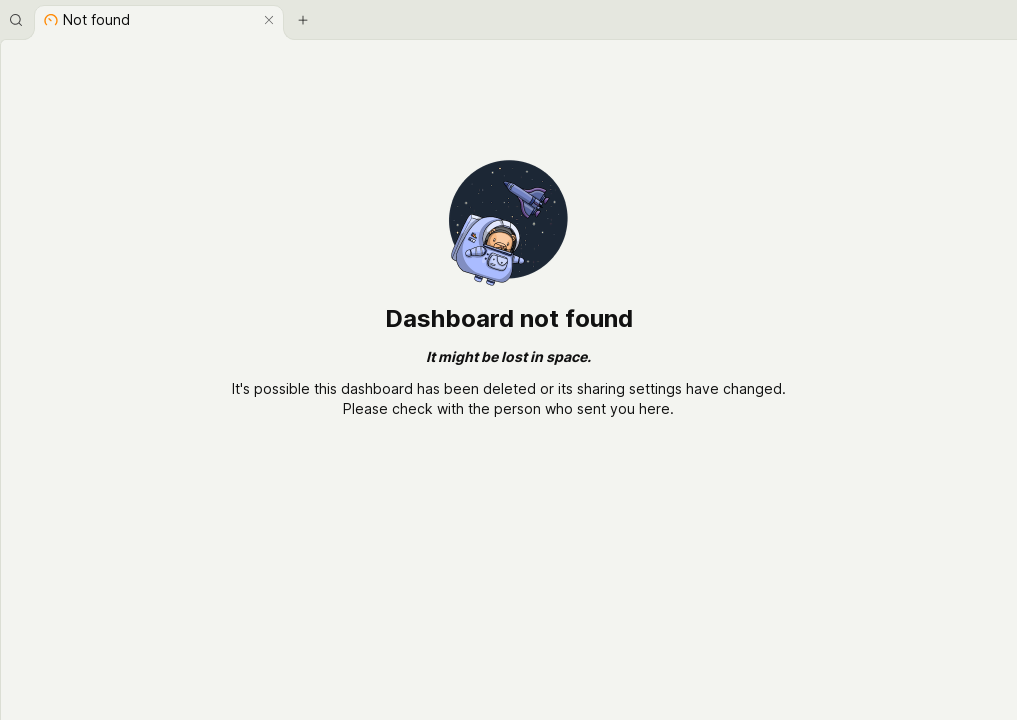 Not found
Dashboard not found
It might be lost in space.
It's possible this dashboard has been deleted or its sharing settings have changed.
Please check with the person who sent you here.